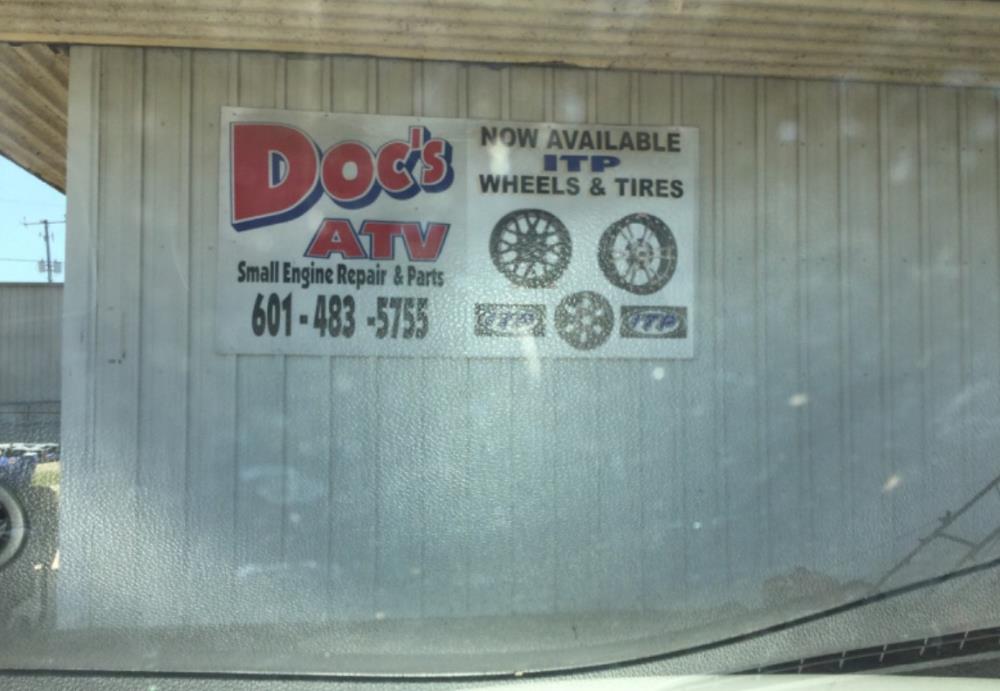 Doc's
ATV
Small Engine Repair & Parts
601-483-5755
NOW AVAILABLE
ITP
WHEELS & TIRES
ITP
ITP